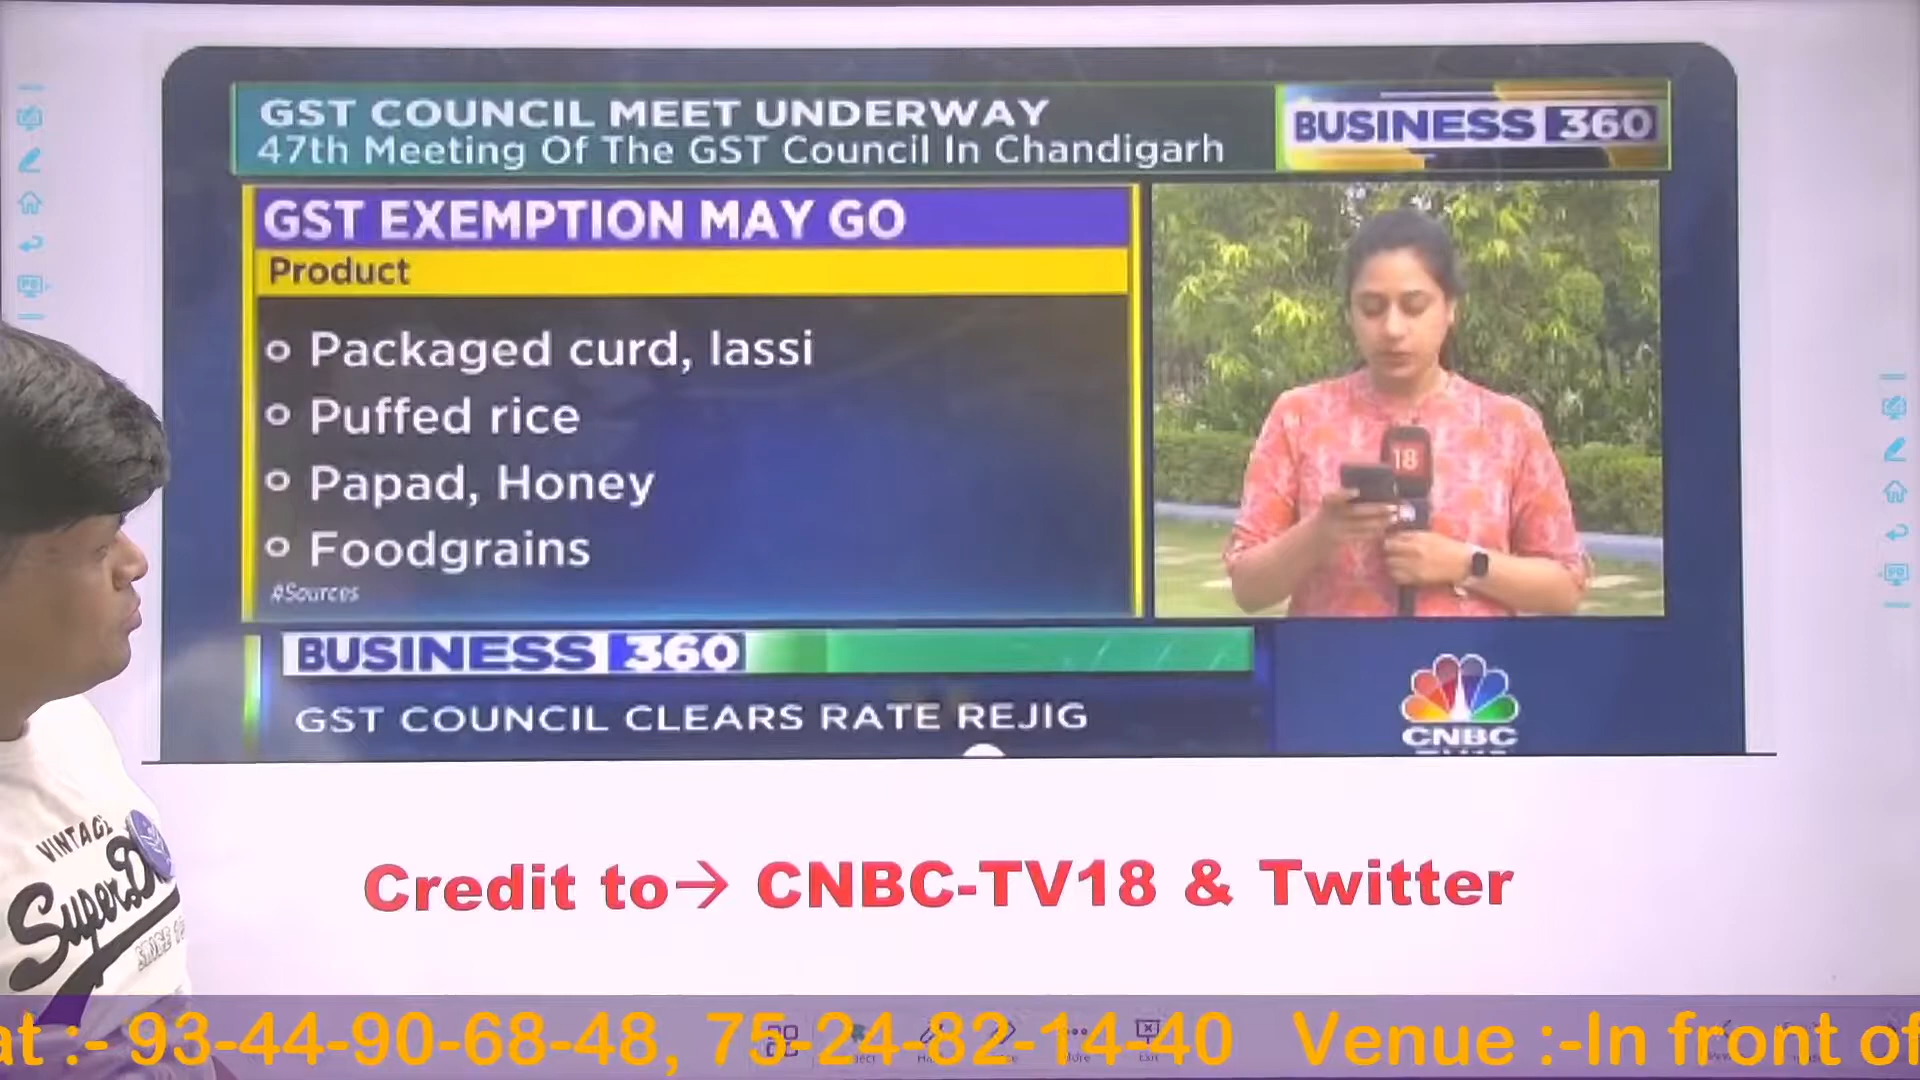 GST COUNCIL MEET UNDERWAY
47th Meeting Of The GST Council In Chandigarh
BUSINESS 360
GST EXEMPTION MAY GO
Product
Packaged curd, lassi
Puffed rice
Papad, Honey
Foodgrains
#Sources
18
BUSINESS 360
GST COUNCIL CLEARS RATE REJIG
CNBC
VINTAGE
SuperD
Credit to→ CNBC-TV18 & Twitter
at :- 93-44-90-68-48, 75-24-82-14-40 Venue :-In front of
Exit